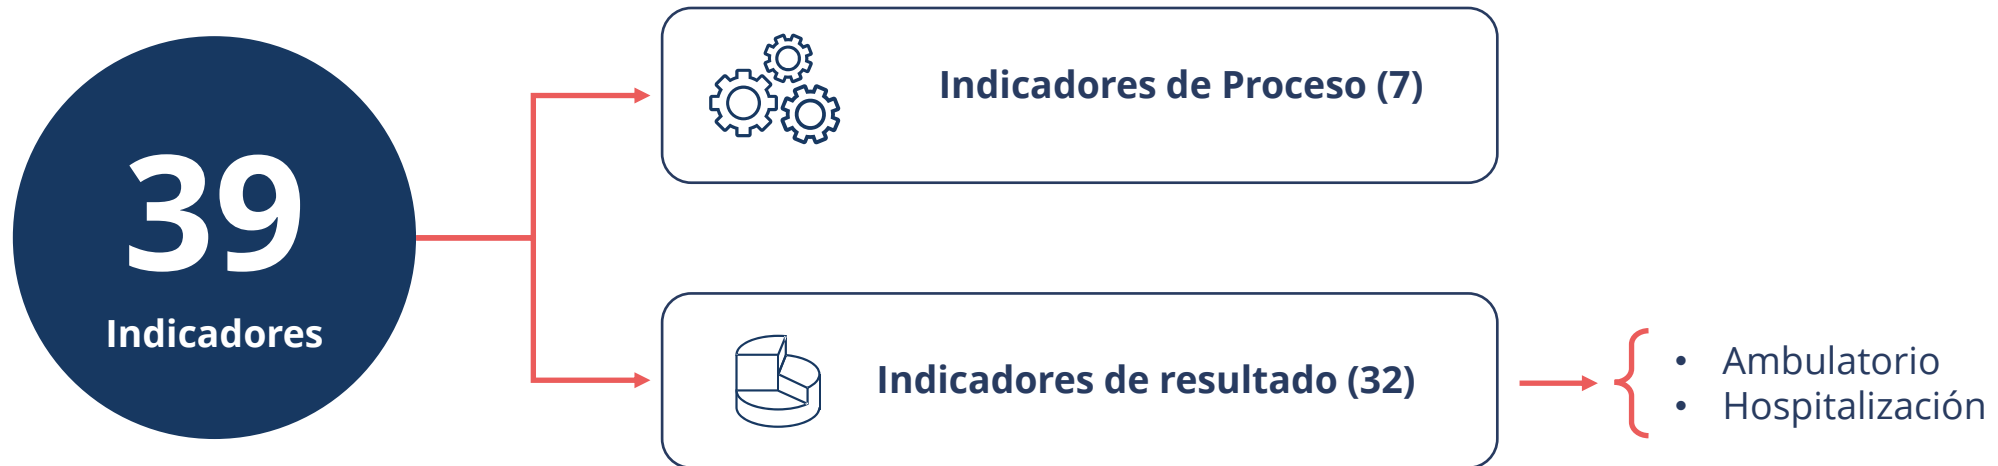 39
Indicadores
Indicadores de Proceso (7)
Indicadores de resultado (32)
• Ambulatorio
• Hospitalización